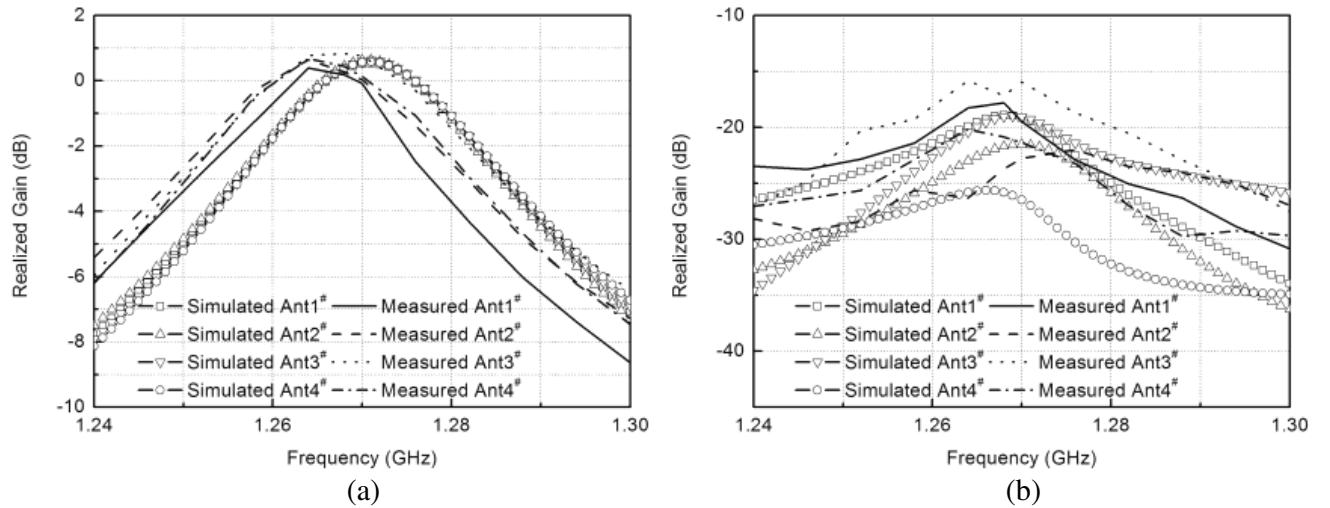 2
0
-2
-4
-6
-8
-10
Realized Gain (dB)
Simulated Ant1# Measured Ant1#
Simulated Ant2# Measured Ant2#
Simulated Ant3# Measured Ant3#
Simulated Ant4# Measured Ant4#
1.24 1.26 1.28 1.30
Frequency (GHz)
(a)
-10
-20
-30
-40
Realized Gain (dB)
Simulated Ant1# Measured Ant1#
Simulated Ant2# Measured Ant2#
Simulated Ant3# Measured Ant3#
Simulated Ant4# Measured Ant4#
1.24 1.26 1.28 1.30
Frequency (GHz)
(b)